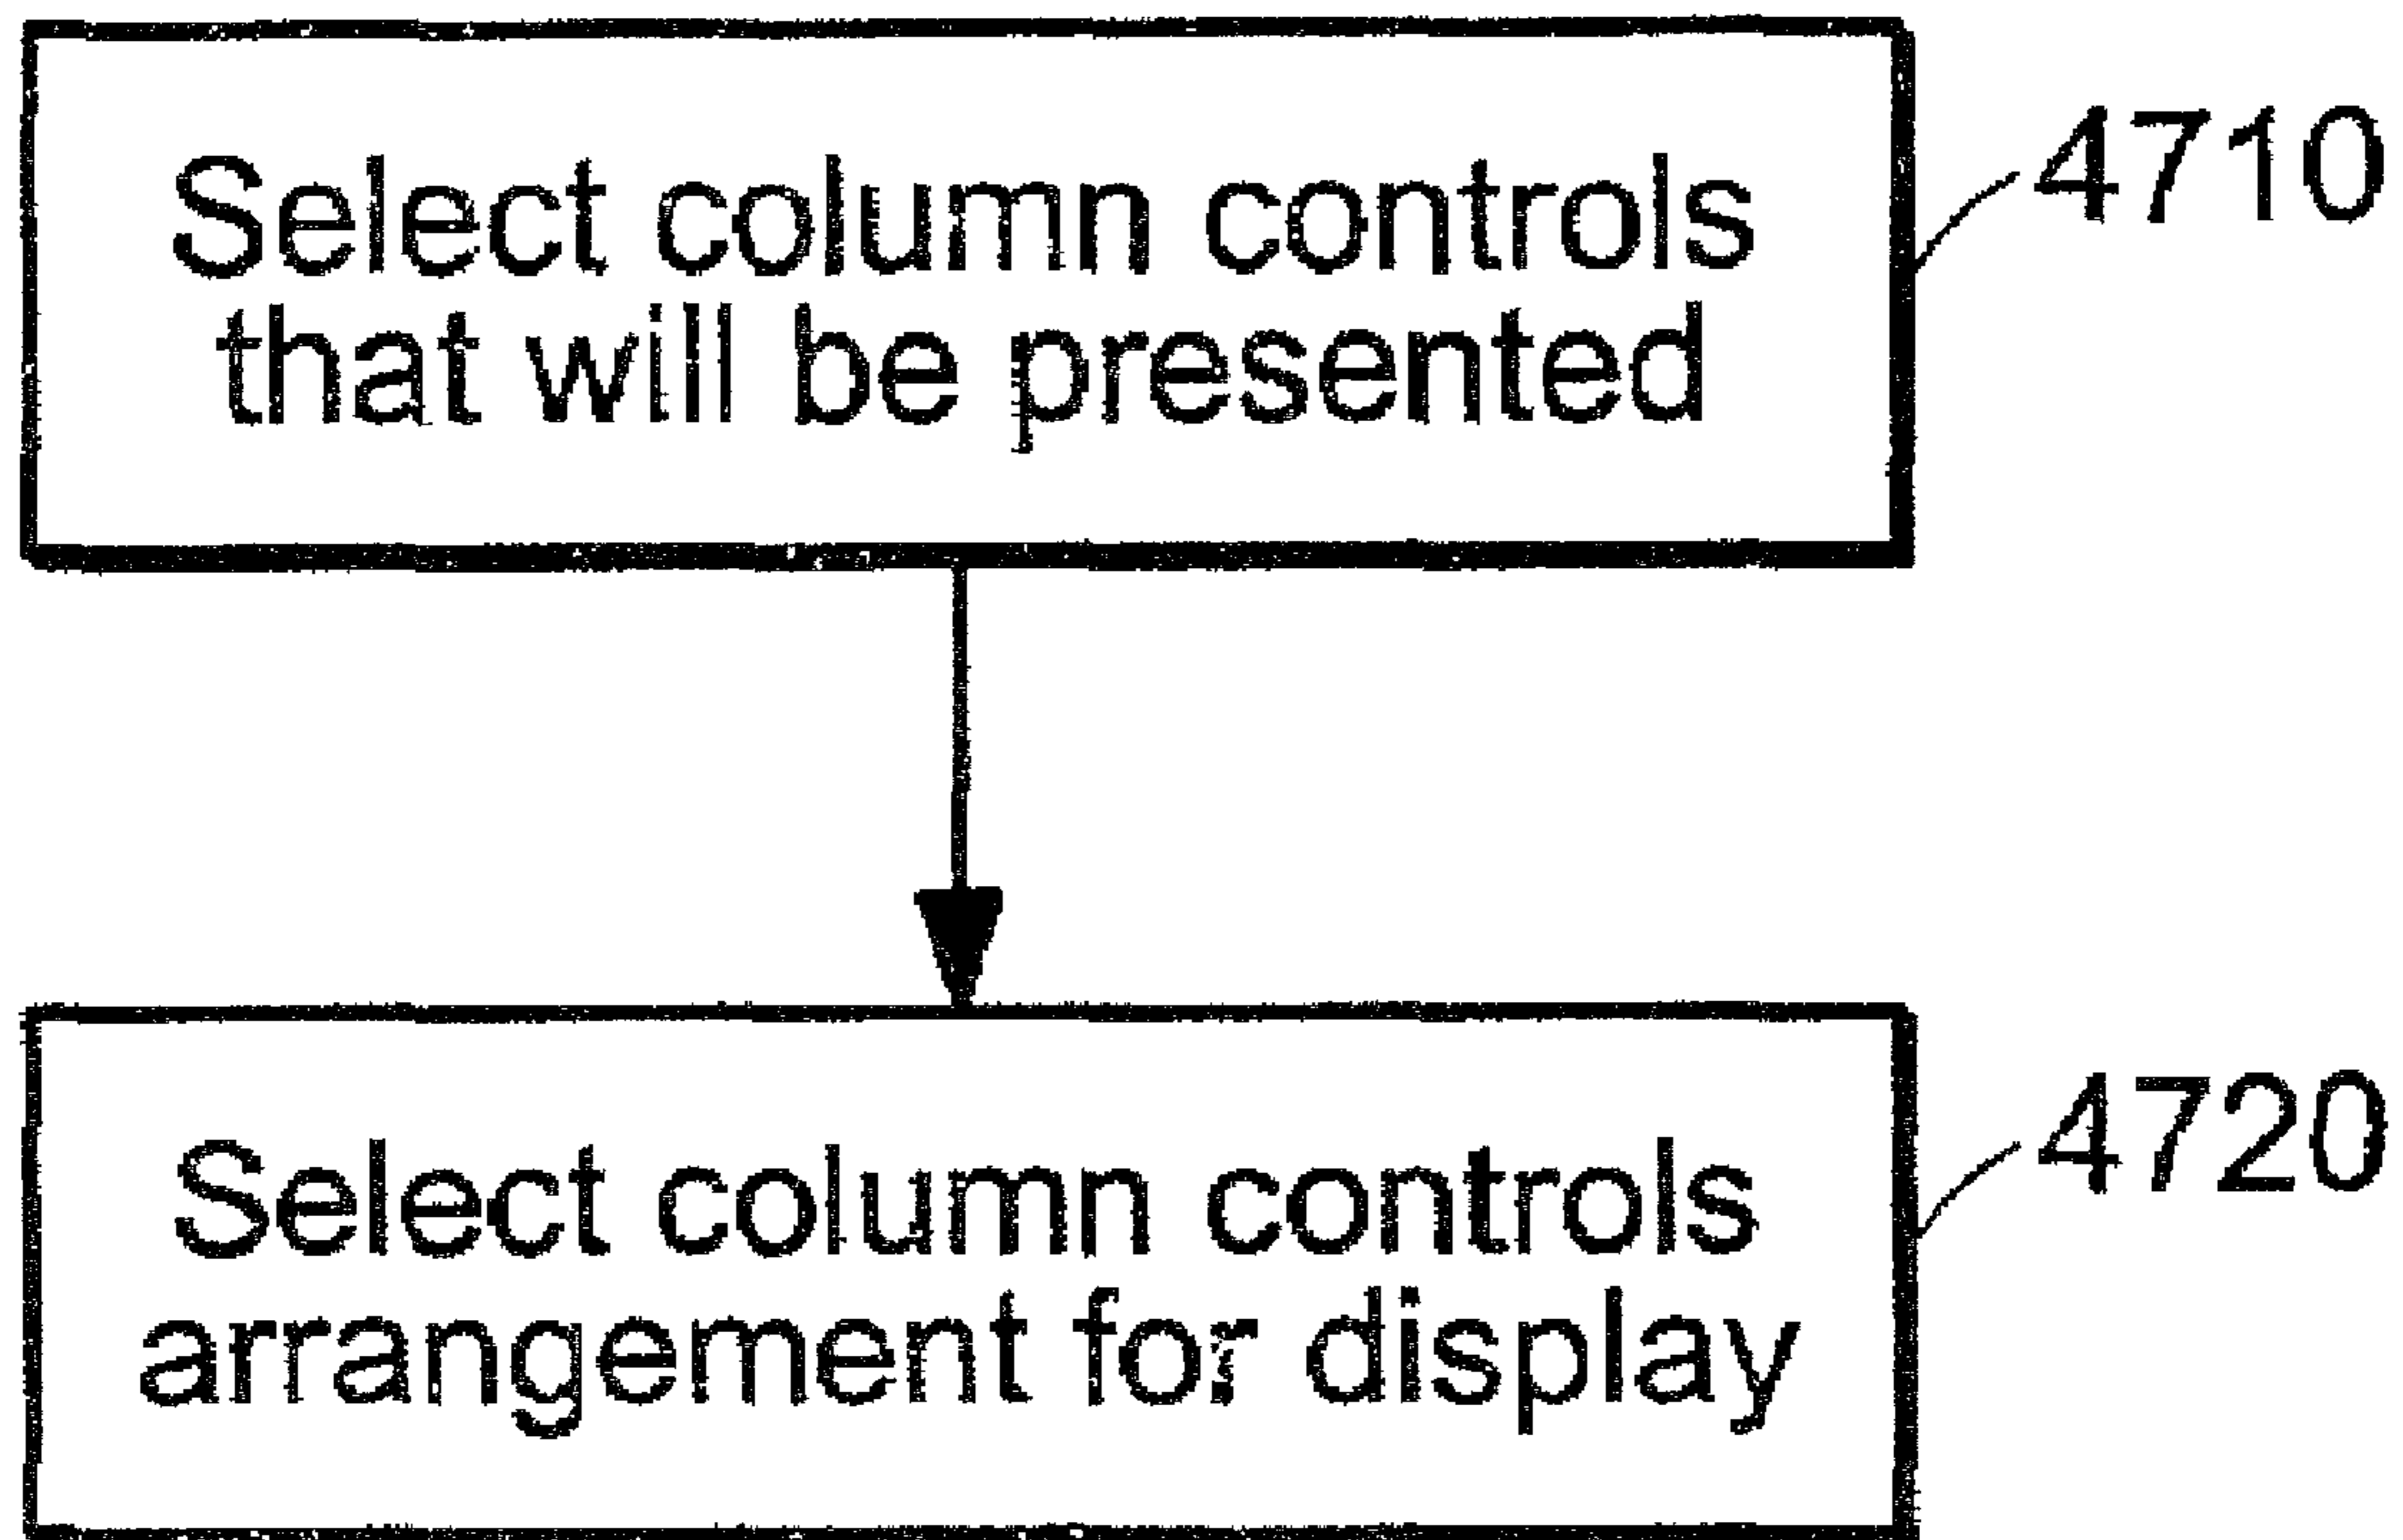 Select column controls
that will be presented
4710
Select column controls
arrangement for display
4720